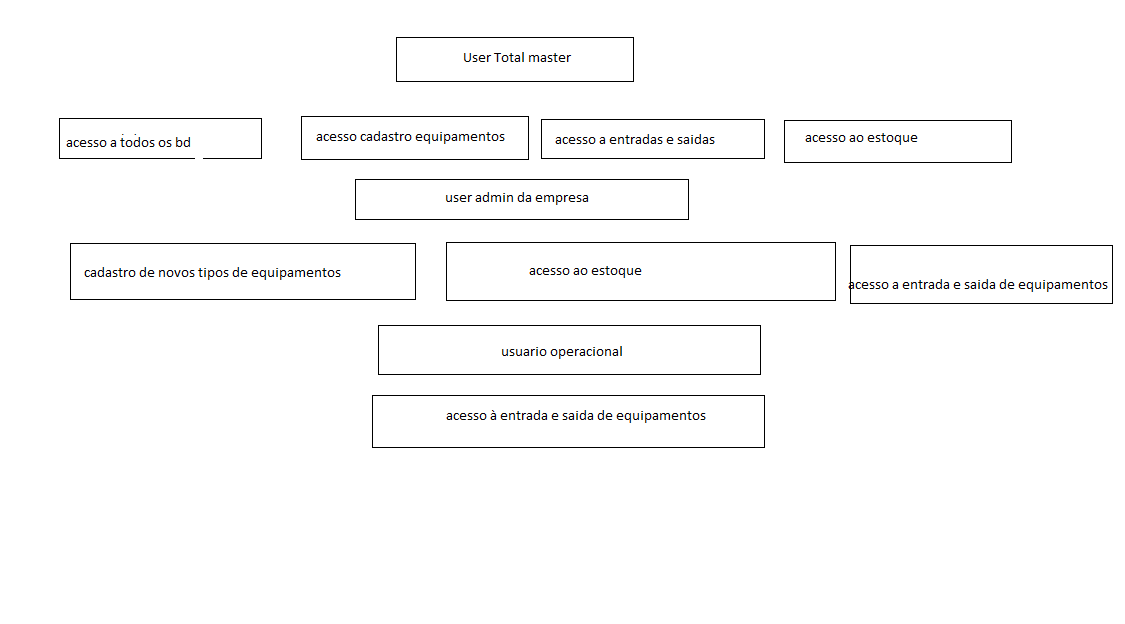 User Total master
acesso a todos os bd
acesso cadastro equipamentos
acesso a entradas e saidas
acesso ao estoque
user admin da empresa
cadastro de novos tipos de equipamentos
acesso ao estoque
acesso a entrada e saida de equipamentos
usuario operacional
acesso à entrada e saida de equipamentos